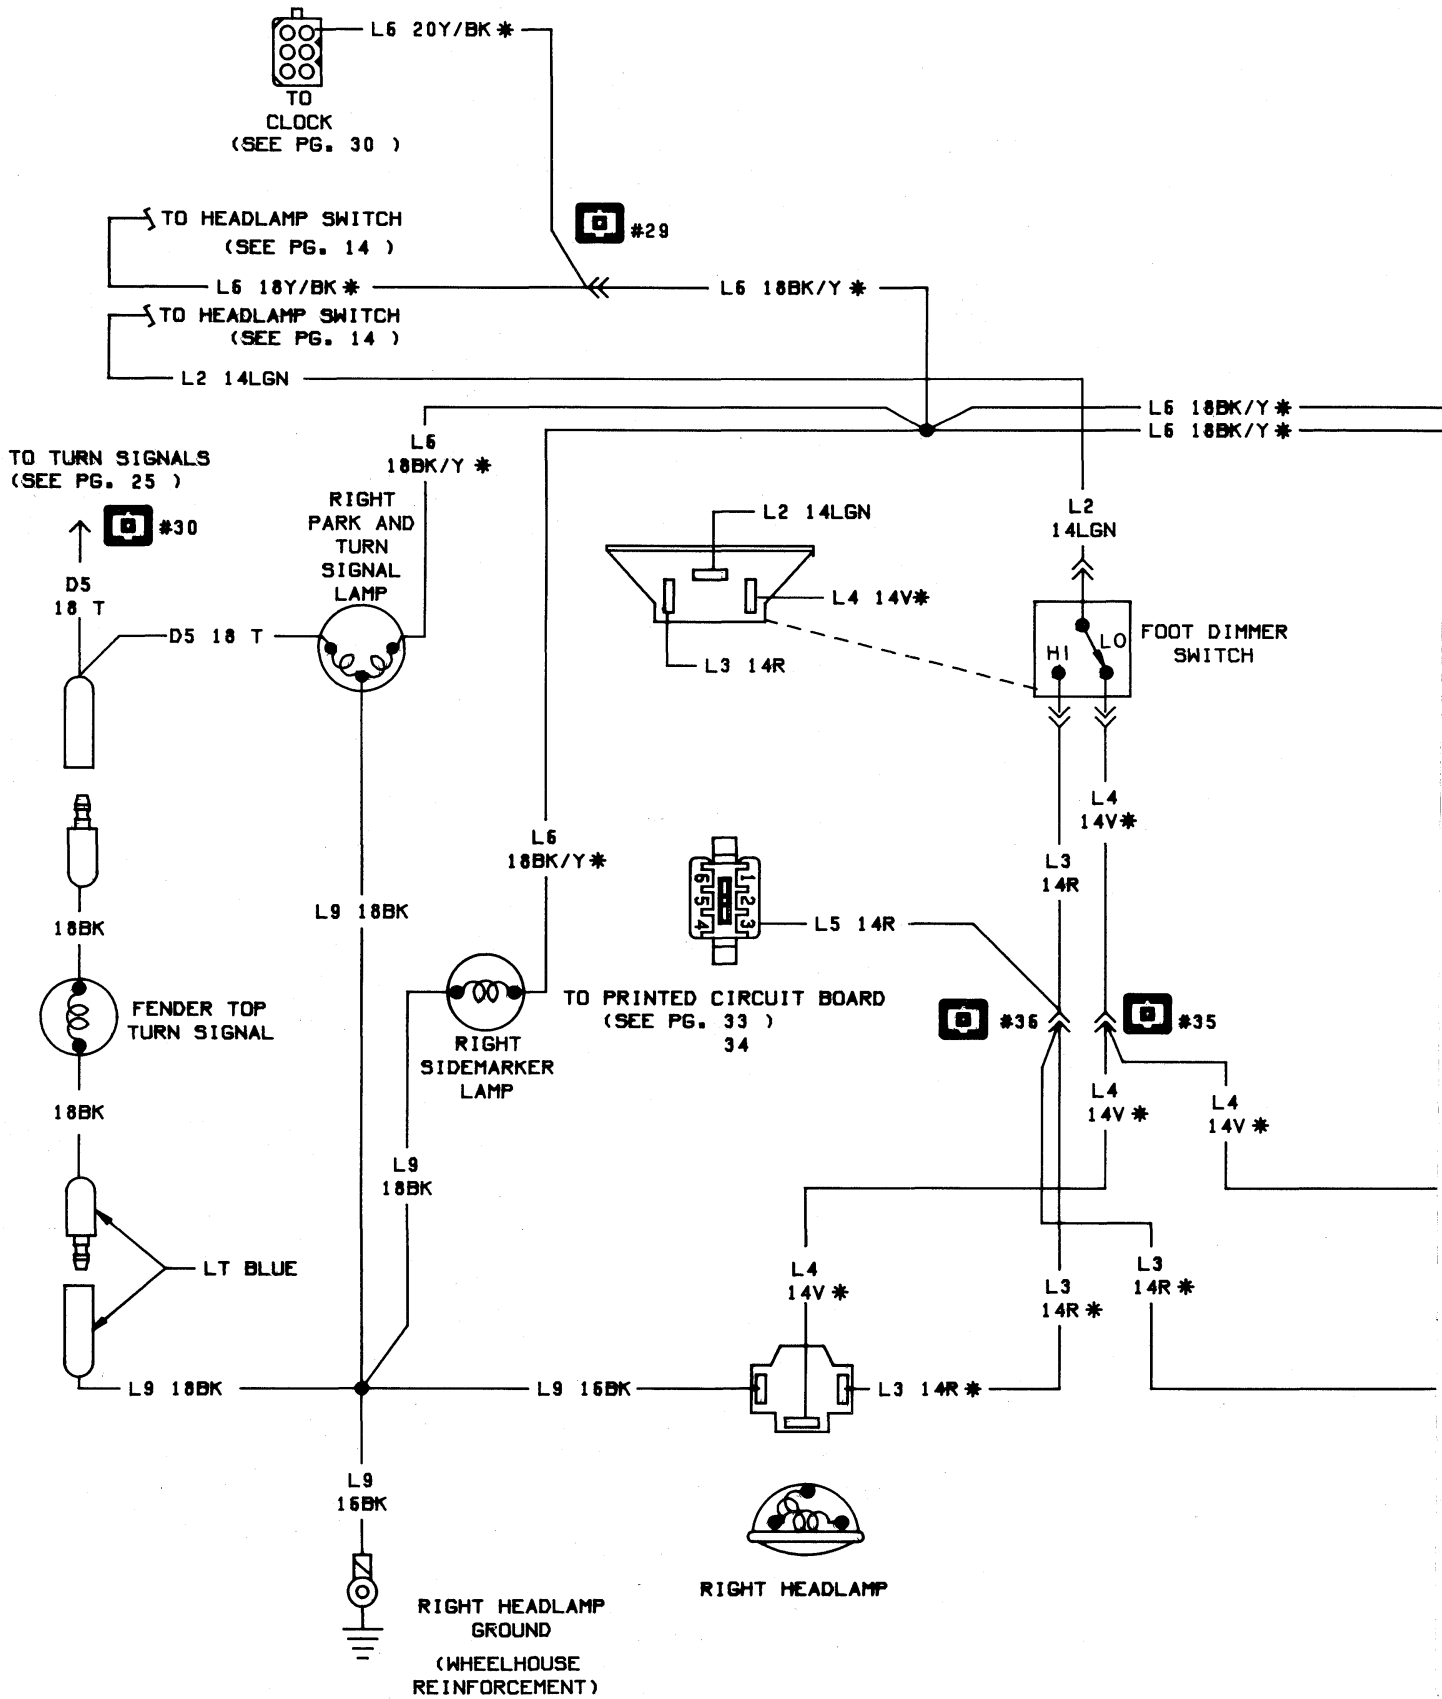 L6 20Y/BK*
TO
CLOCK
(SEE PG. 30 )
TO HEADLAMP SWITCH
(SEE PG. 14 )
#29
L6 18Y/BK*
L6 18BK/Y*
TO HEADLAMP SWITCH
(SEE PG. 14 )
L2 14LGN
L6 18BK/Y*
L6 18BK/Y*
L6
18BK/Y*
TO TURN SIGNALS
(SEE PG. 25 )
#30
RIGHT
PARK AND
TURN
SIGNAL
LAMP
L2 14LGN
L2
14LGN
D5
18 T
D5 18 T
L4 14V*
L3 14R
HI
LO
FOOT DIMMER
SWITCH
L4
14V*
L6
18BK/Y*
L3
14R
6
5
4
1
2
3
L9 18BK
18BK
L5 14R
FENDER TOP
TURN SIGNAL
TO PRINTED CIRCUIT BOARD
(SEE PG. 33 )
34
#36
#35
RIGHT
SIDEMARKER
LAMP
18BK
L4
14V*
L4
14V*
L9
18BK
LT BLUE
L4
14V*
L3
14R*
L3
14R*
L9 18BK
L9 16BK
L3 14R*
L9
16BK
RIGHT HEADLAMP
RIGHT HEADLAMP
GROUND
(WHEELHOUSE
REINFORCEMENT)